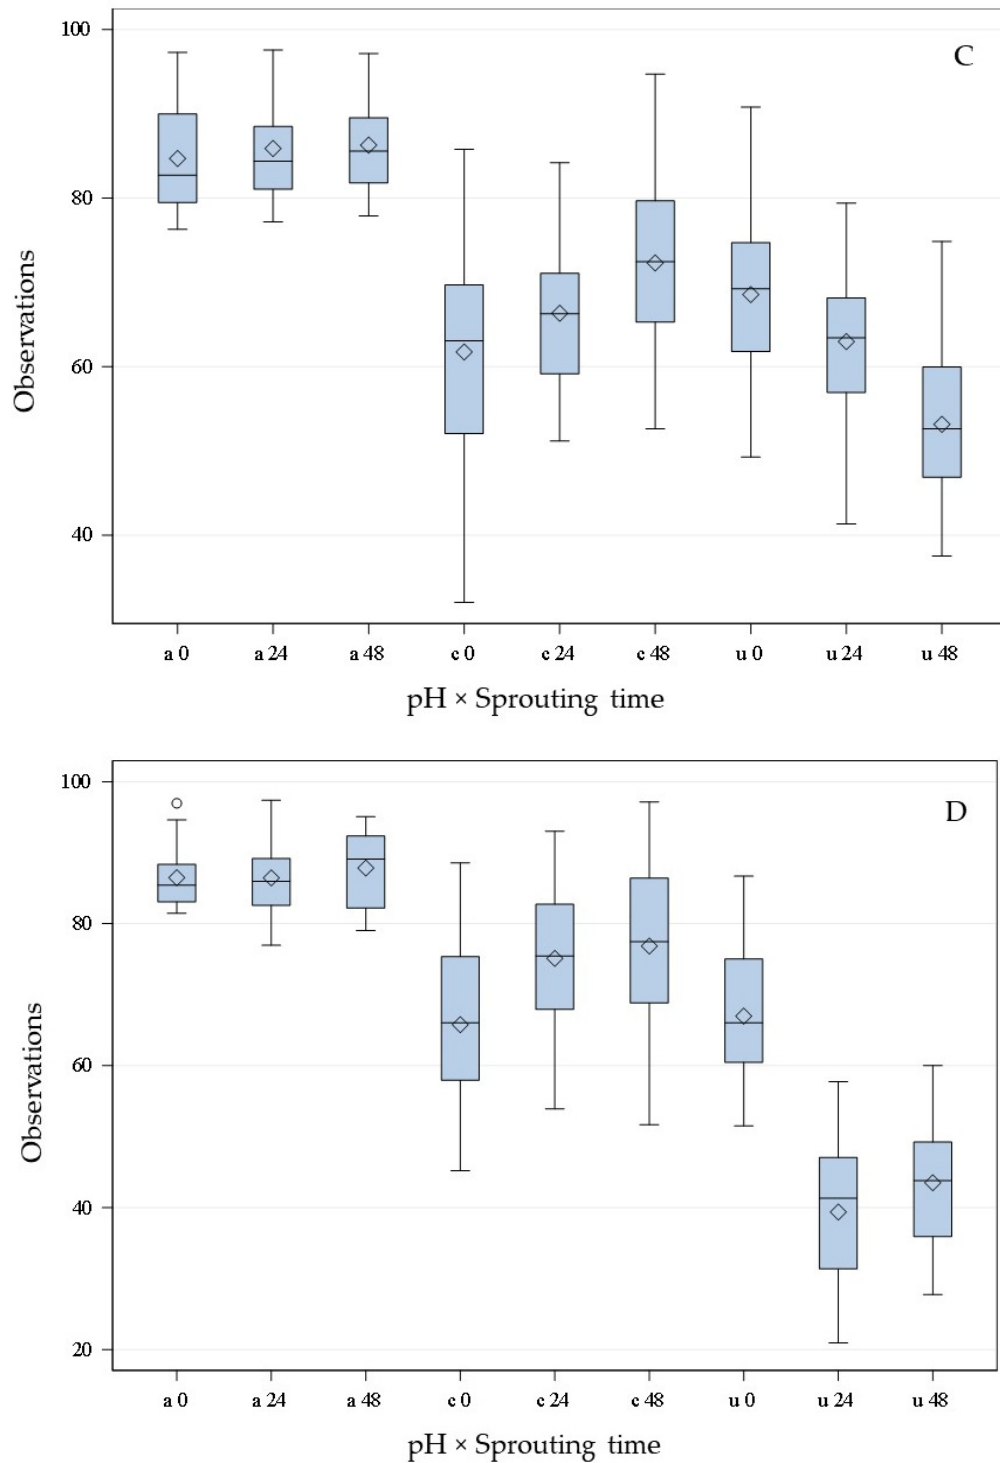 C
100
80
60
40
Observations
a 0 a 24 a 48 c 0 c 24 c 48 u 0 u 24 u 48
pH × Sprouting time
D
100
80
60
40
20
Observations
a 0 a 24 a 48 c 0 c 24 c 48 u 0 u 24 u 48
pH × Sprouting time